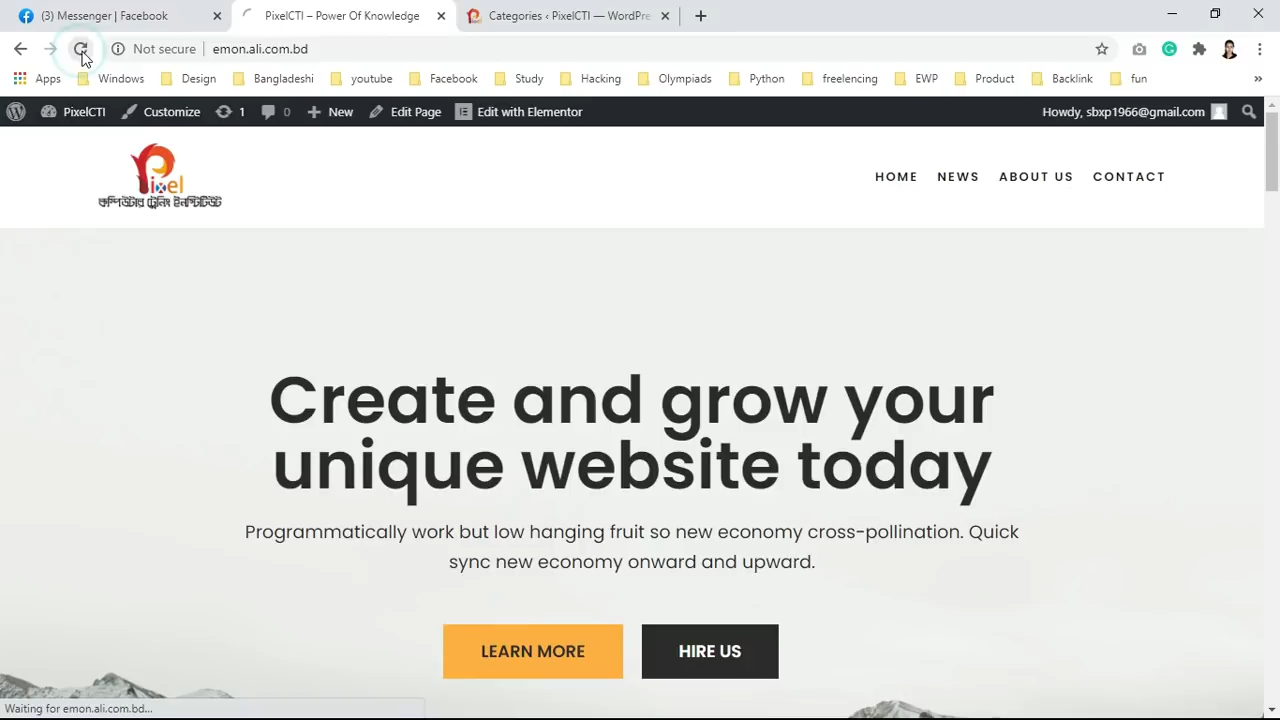 (3) Messenger | Facebook
PixelCTI – Power Of Knowledge
Categories ‹ PixelCTI — WordPre
Not secure
emon.ali.com.bd
Apps
Windows
Design
Bangladeshi
youtube
Facebook
Study
Hacking
Olympiads
Python
freelencing
EWP
Product
Backlink
fun
»
PixelCTI
Customize
1
0
New
Edit Page
Edit with Elementor
Howdy, sbxp1966@gmail.com
Pixel
কম্পিউটার ট্রেনিং ইনস্টিটিউট
HOME
NEWS
ABOUT US
CONTACT
Create and grow your
unique website today
Programmatically work but low hanging fruit so new economy cross-pollination. Quick
sync new economy onward and upward.
LEARN MORE
HIRE US
Waiting for emon.ali.com.bd...